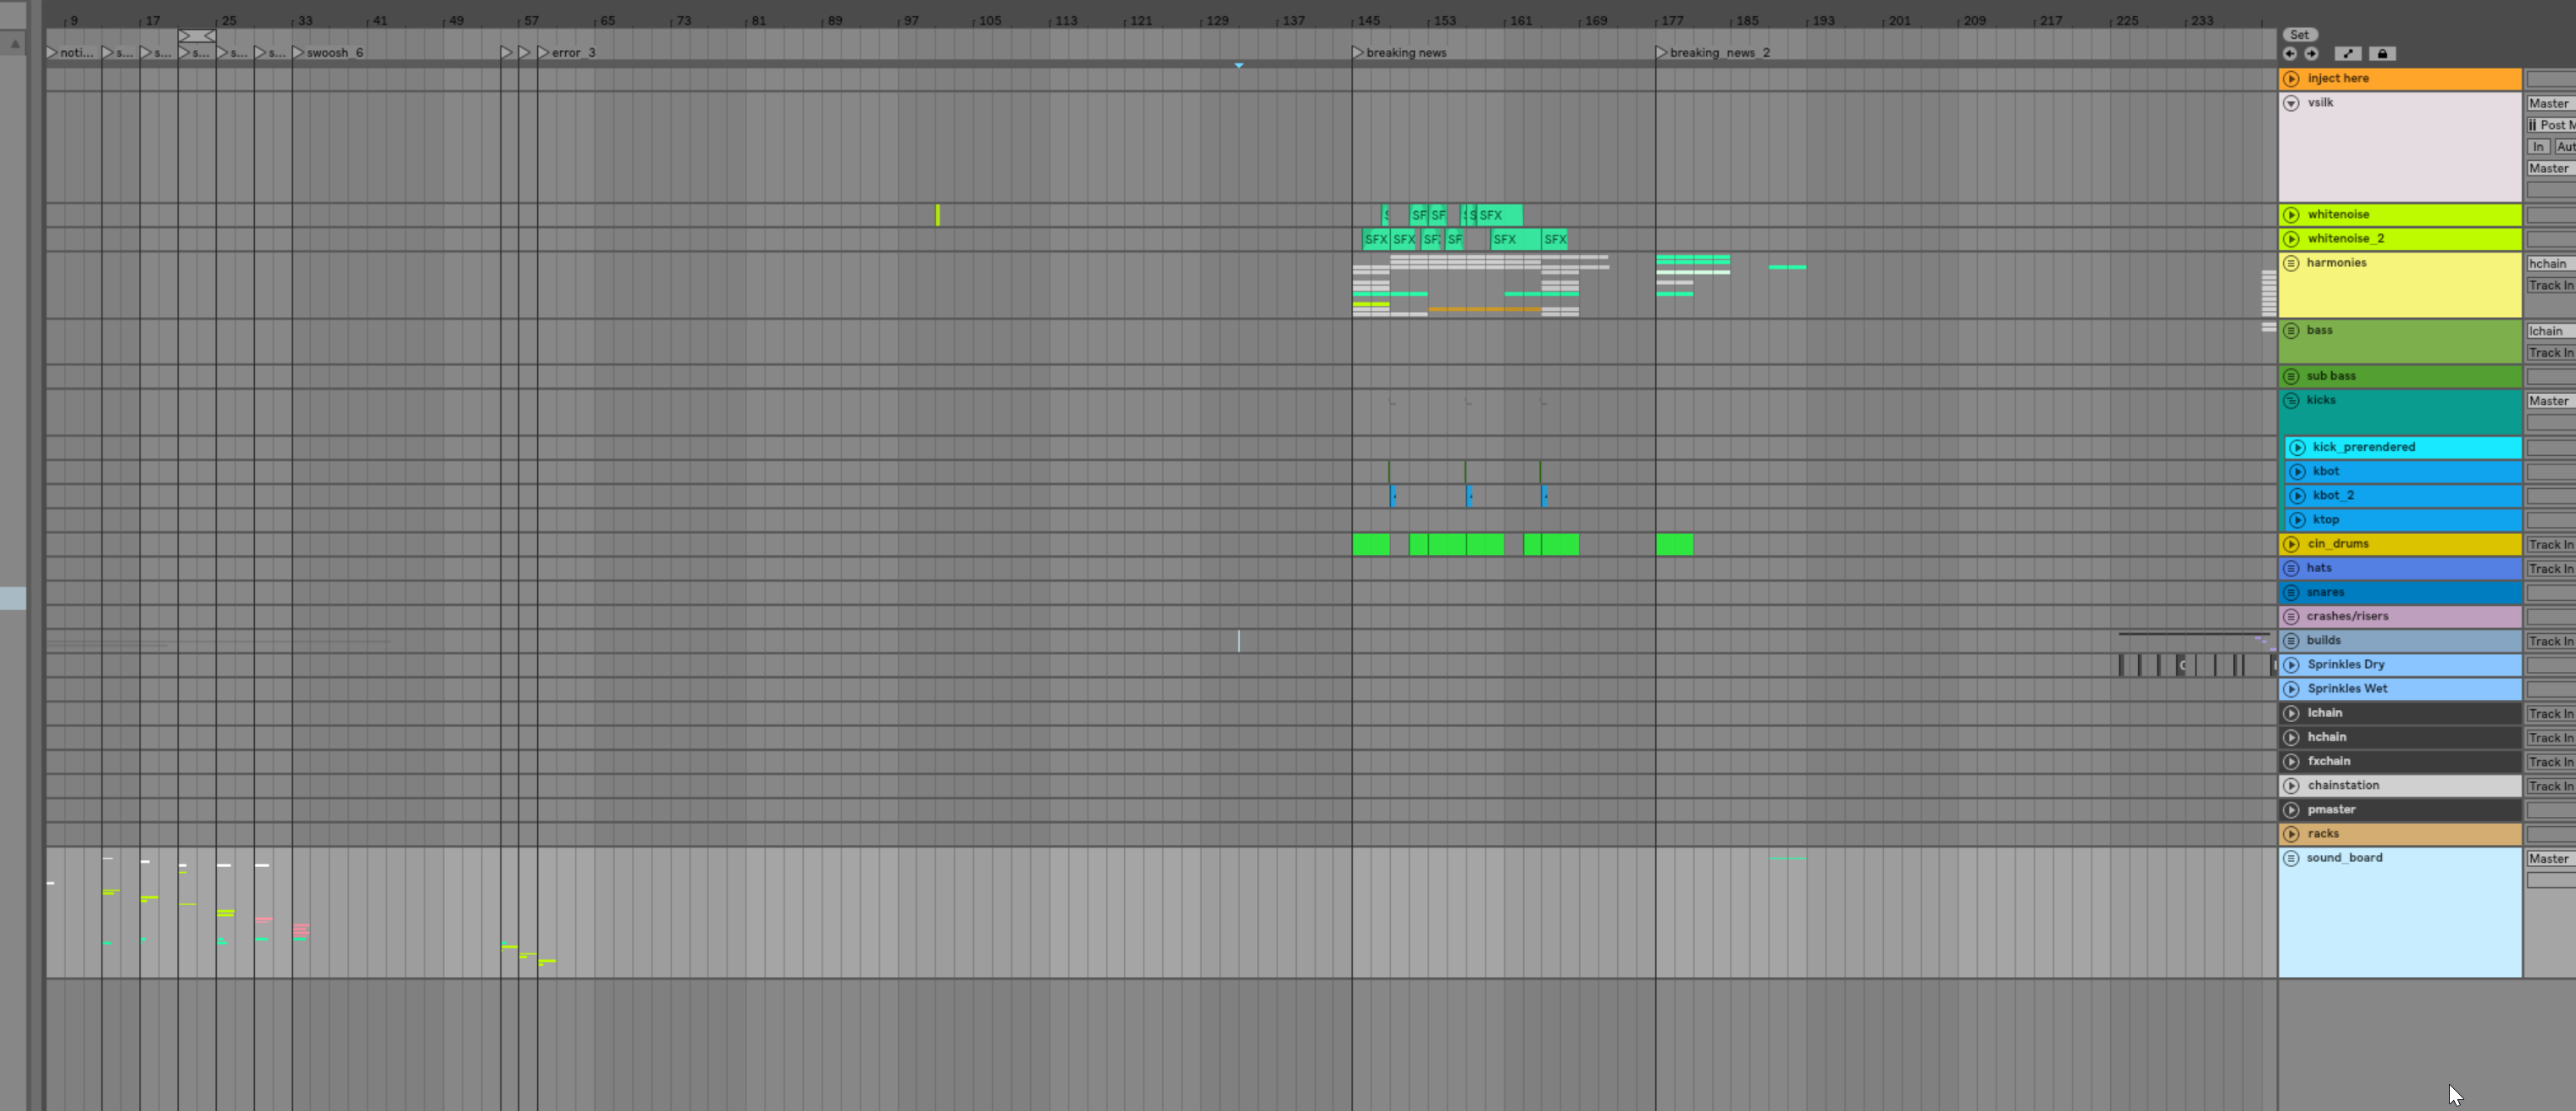 9 17 25 33 41 49 57 65 73 81 89 97 105 113 121 129 137 145 153 161 169 177 185 193 201 209 217 225 233
Set
noti... s... s... s... s... s... swoosh_6 error_3 breaking news breaking_news_2
inject here
vsilk Master
Post M
In Aut
Master
S SF SF S S SFX whitenoise
SFX SFX SF SF SFX SFX whitenoise_2
harmonies hchain
Track In
bass lchain
Track In
sub bass
kicks Master
kick_prerendered
kbot
kbot_2
ktop
cin_drums Track In
hats Track In
snares
crashes/risers
builds Track In
Sprinkles Dry
Sprinkles Wet
lchain Track In
hchain Track In
fxchain Track In
chainstation Track In
pmaster
racks
sound_board Master